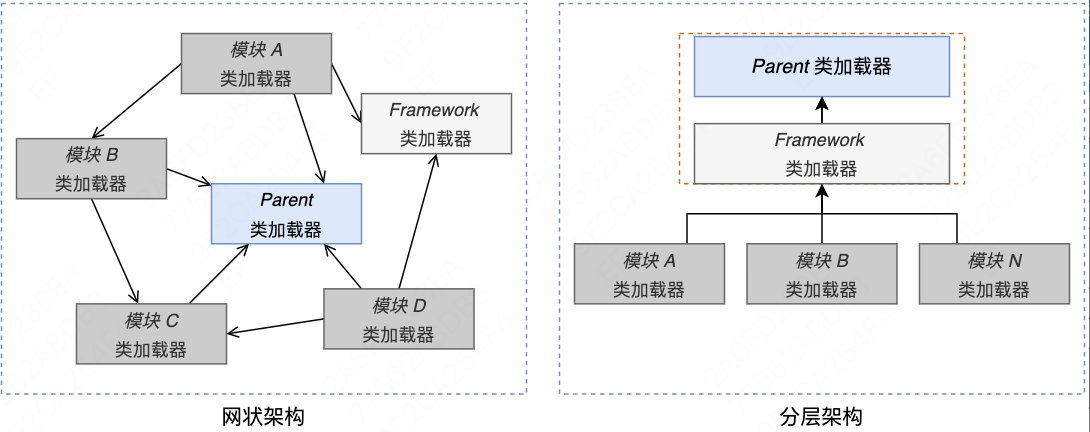 模块 A
类加载器
Framework
类加载器
模块 B
类加载器
Parent
类加载器
模块 C
类加载器
模块 D
类加载器
网状架构
Parent 类加载器
Framework
类加载器
模块 A
类加载器
模块 B
类加载器
模块 N
类加载器
分层架构